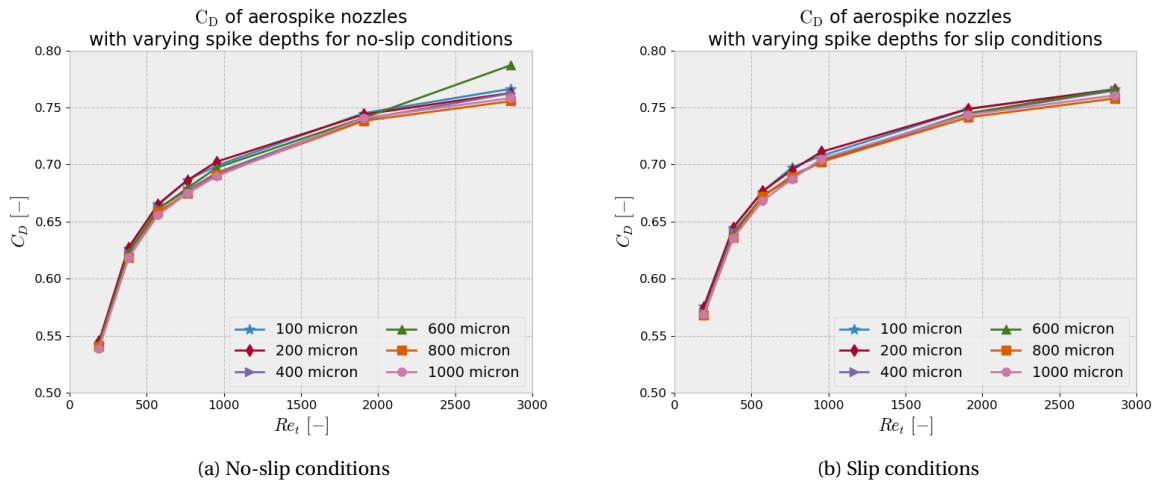 C_D of aerospike nozzles
with varying spike depths for no-slip conditions
0.80
0.75
0.70
0.65
0.60
0.55
0.50
C_D [−]
0 500 1000 1500 2000 2500 3000
Re_t [−]
100 micron 600 micron
200 micron 800 micron
400 micron 1000 micron
(a) No-slip conditions
C_D of aerospike nozzles
with varying spike depths for slip conditions
0.80
0.75
0.70
0.65
0.60
0.55
0.50
C_D [−]
0 500 1000 1500 2000 2500 3000
Re_t [−]
100 micron 600 micron
200 micron 800 micron
400 micron 1000 micron
(b) Slip conditions